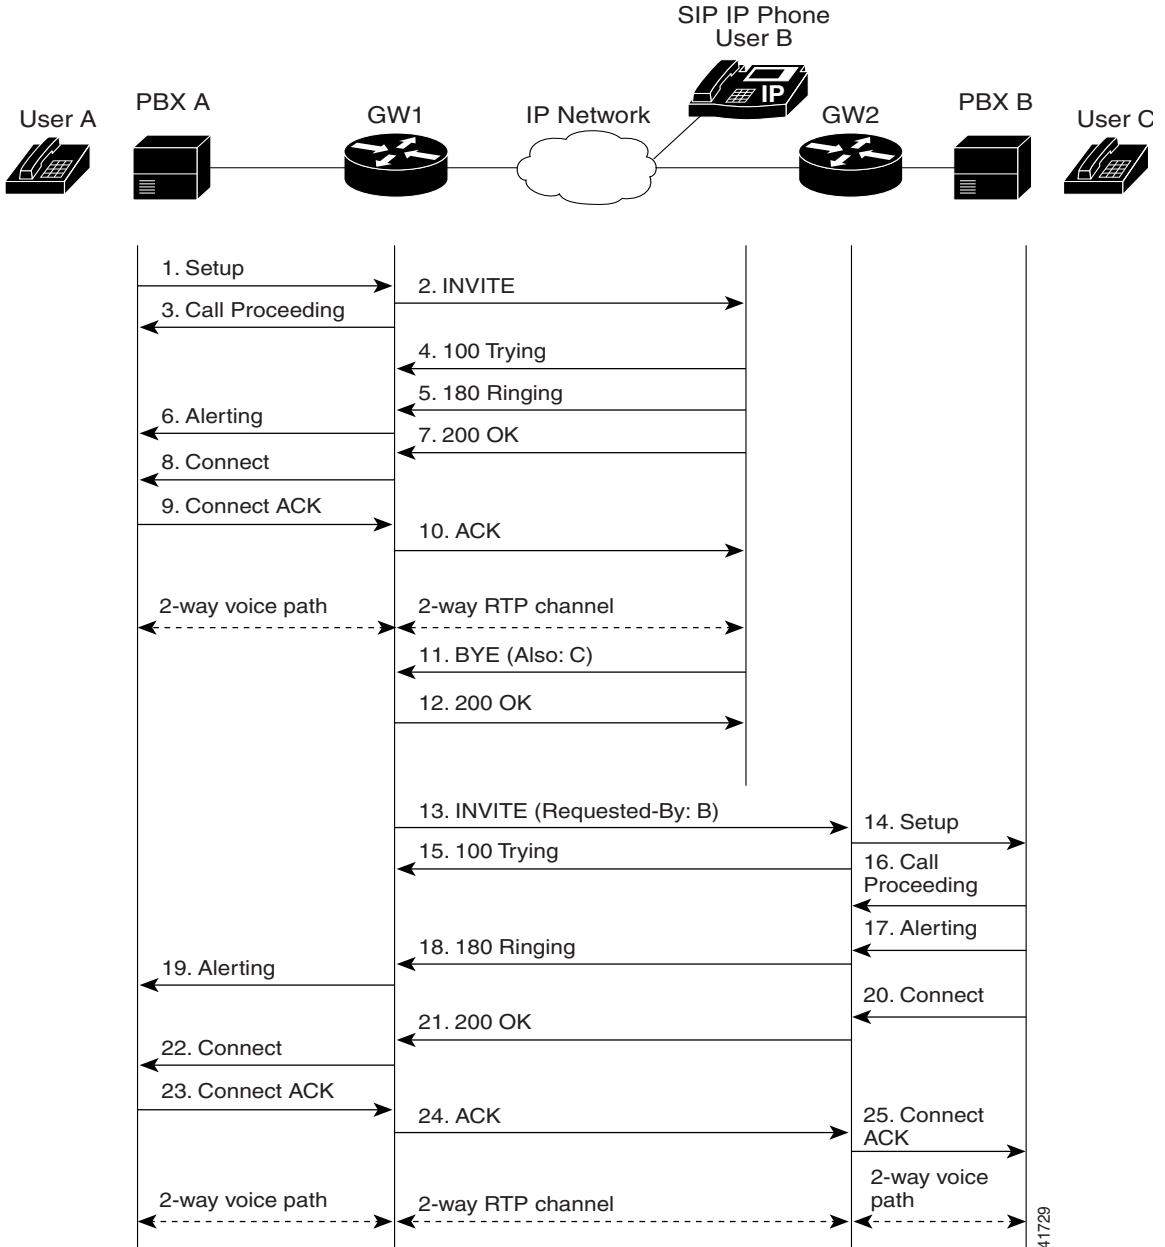 SIP IP Phone
User B
User A
PBX A
GW1
IP Network
IP
GW2
PBX B
User C
1. Setup
2. INVITE
3. Call Proceeding
4. 100 Trying
5. 180 Ringing
6. Alerting
7. 200 OK
8. Connect
9. Connect ACK
10. ACK
2-way voice path
2-way RTP channel
11. BYE (Also: C)
12. 200 OK
13. INVITE (Requested-By: B)
14. Setup
15. 100 Trying
16. Call
Proceeding
17. Alerting
18. 180 Ringing
19. Alerting
20. Connect
21. 200 OK
22. Connect
23. Connect ACK
24. ACK
25. Connect
ACK
2-way voice path
2-way RTP channel
2-way voice
path
41729